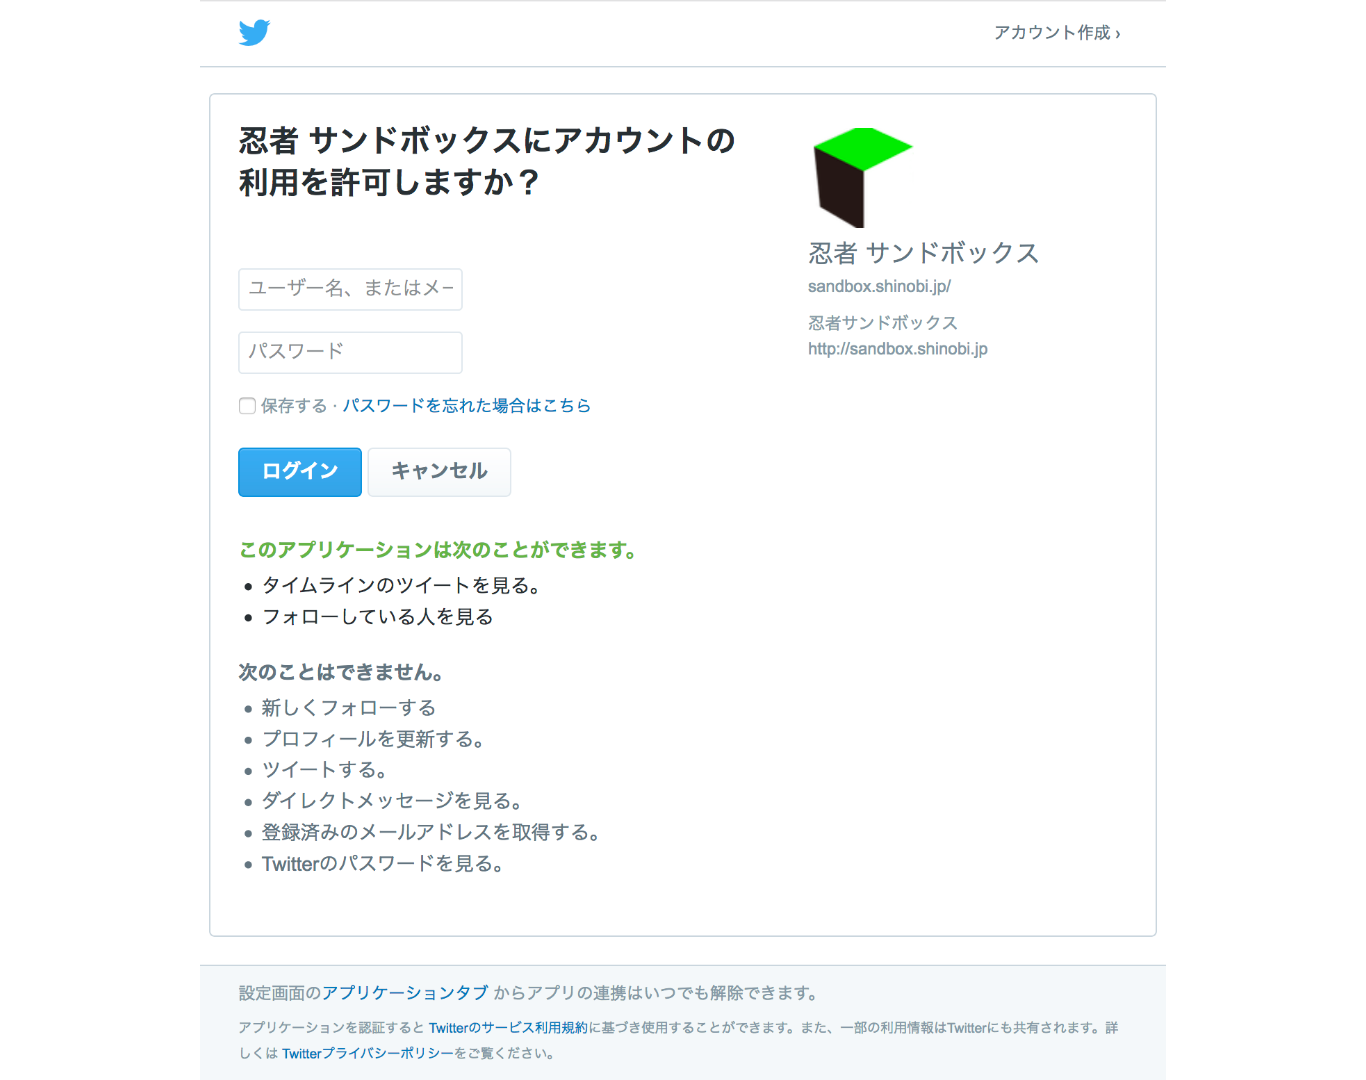 アカウント作成 ›
忍者 サンドボックスにアカウントの
利用を許可しますか？
ユーザー名、またはメー
パスワード
保存する · パスワードを忘れた場合はこちら
ログイン キャンセル
このアプリケーションは次のことができます。
• タイムラインのツイートを見る。
• フォローしている人を見る
次のことはできません。
• 新しくフォローする
• プロフィールを更新する。
• ツイートする。
• ダイレクトメッセージを見る。
• 登録済みのメールアドレスを取得する。
• Twitterのパスワードを見る。
忍者 サンドボックス
sandbox.shinobi.jp/
忍者サンドボックス
http://sandbox.shinobi.jp
設定画面のアプリケーションタブ からアプリの連携はいつでも解除できます。
アプリケーションを認証すると Twitterのサービス利用規約に基づき使用することができます。また、一部の利用情報はTwitterにも共有されます。詳
しくは Twitterプライバシーポリシーをご覧ください。